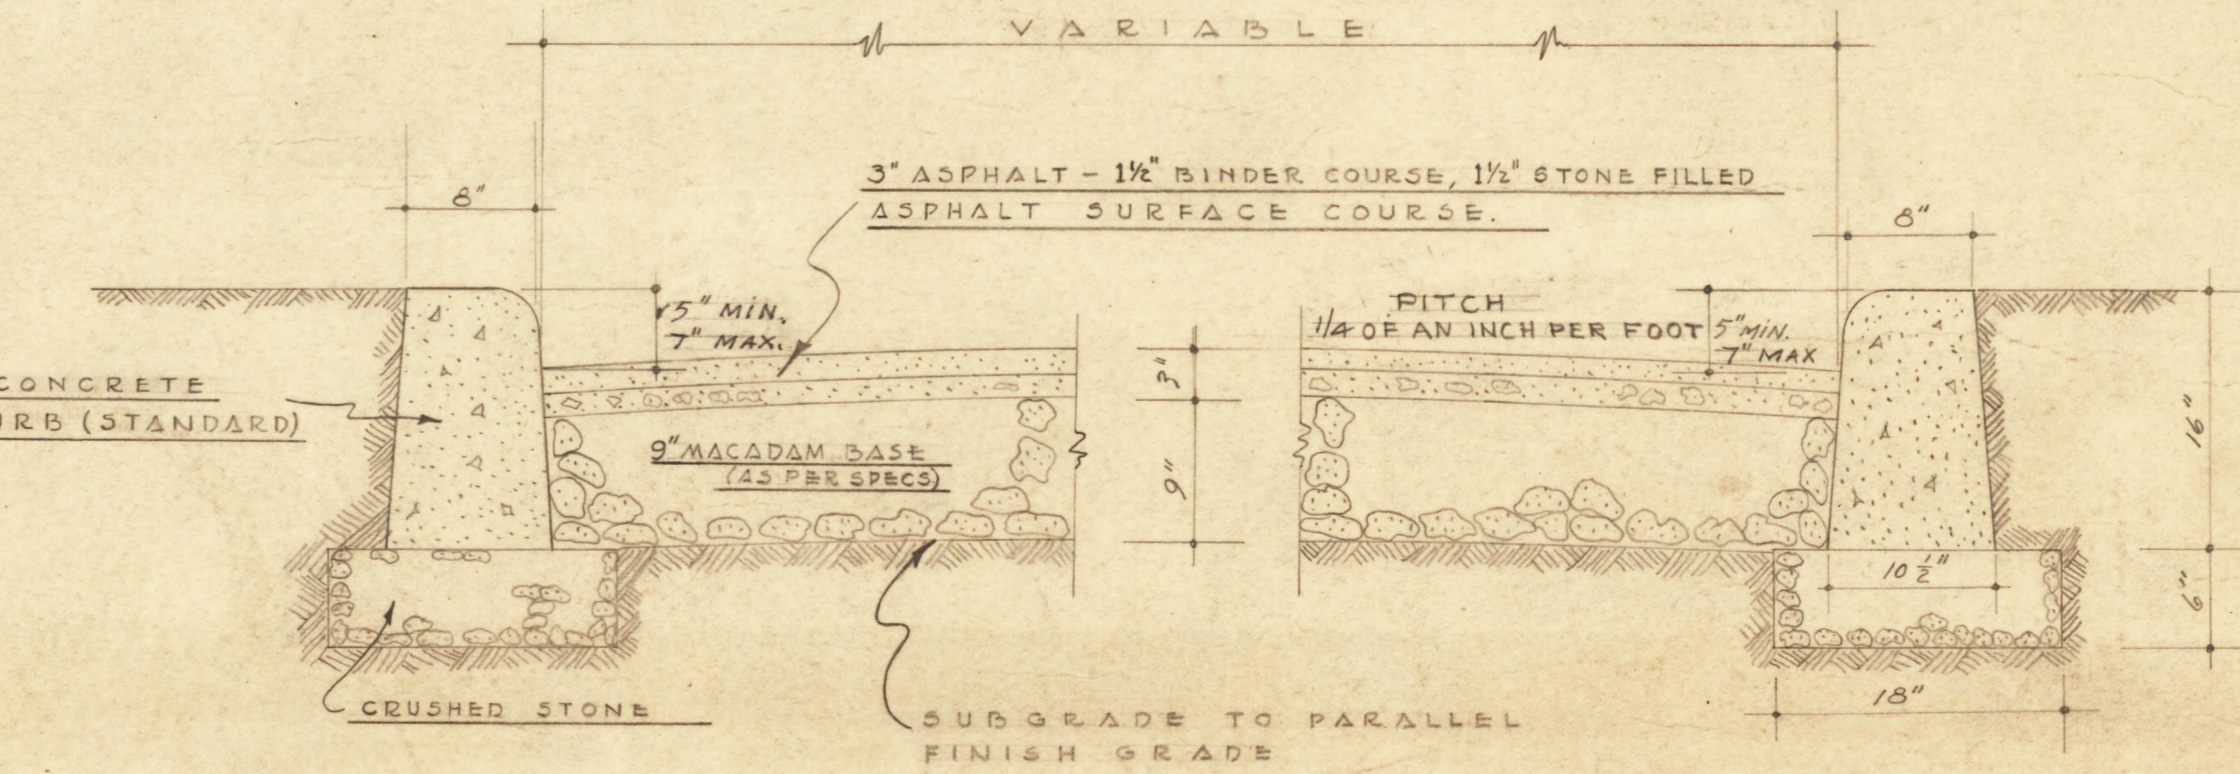 VARIABLE
3" ASPHALT - 1½" BINDER COURSE, 1½" STONE FILLED
ASPHALT SURFACE COURSE.
8"
8"
5" MIN.
7" MAX.
PITCH
1/4 OF AN INCH PER FOOT
5" MIN.
7" MAX
3"
CONCRETE
URB (STANDARD)
16"
9" MACADAM BASE
(AS PER SPECS)
9"
10 ½"
6"
CRUSHED STONE
18"
SUBGRADE TO PARALLEL
FINISH GRADE